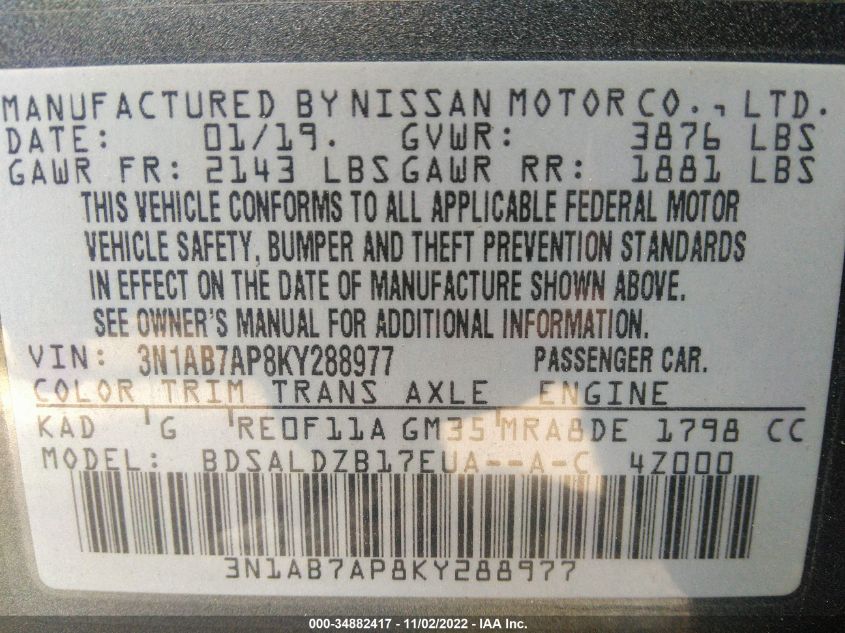 MANUFACTURED BY NISSAN MOTOR CO., LTD.
DATE: 01/19. GVWR: 3876 LBS
GAWR FR: 2143 LBS GAWR RR: 1881 LBS
THIS VEHICLE CONFORMS TO ALL APPLICABLE FEDERAL MOTOR
VEHICLE SAFETY, BUMPER AND THEFT PREVENTION STANDARDS
IN EFFECT ON THE DATE OF MANUFACTURE SHOWN ABOVE.
SEE OWNER'S MANUAL FOR ADDITIONAL INFORMATION.
VIN: 3N1AB7AP8KY288977 PASSENGER CAR.
COLOR TRIM TRANS AXLE ENGINE
KAD G RE0F11A GM35 MRA8DE 1798 CC
MODEL: BDSALDZB17EUA--A-C 4Z000
3N1AB7AP8KY288977
000-34882417 - 11/02/2022 - IAA Inc.